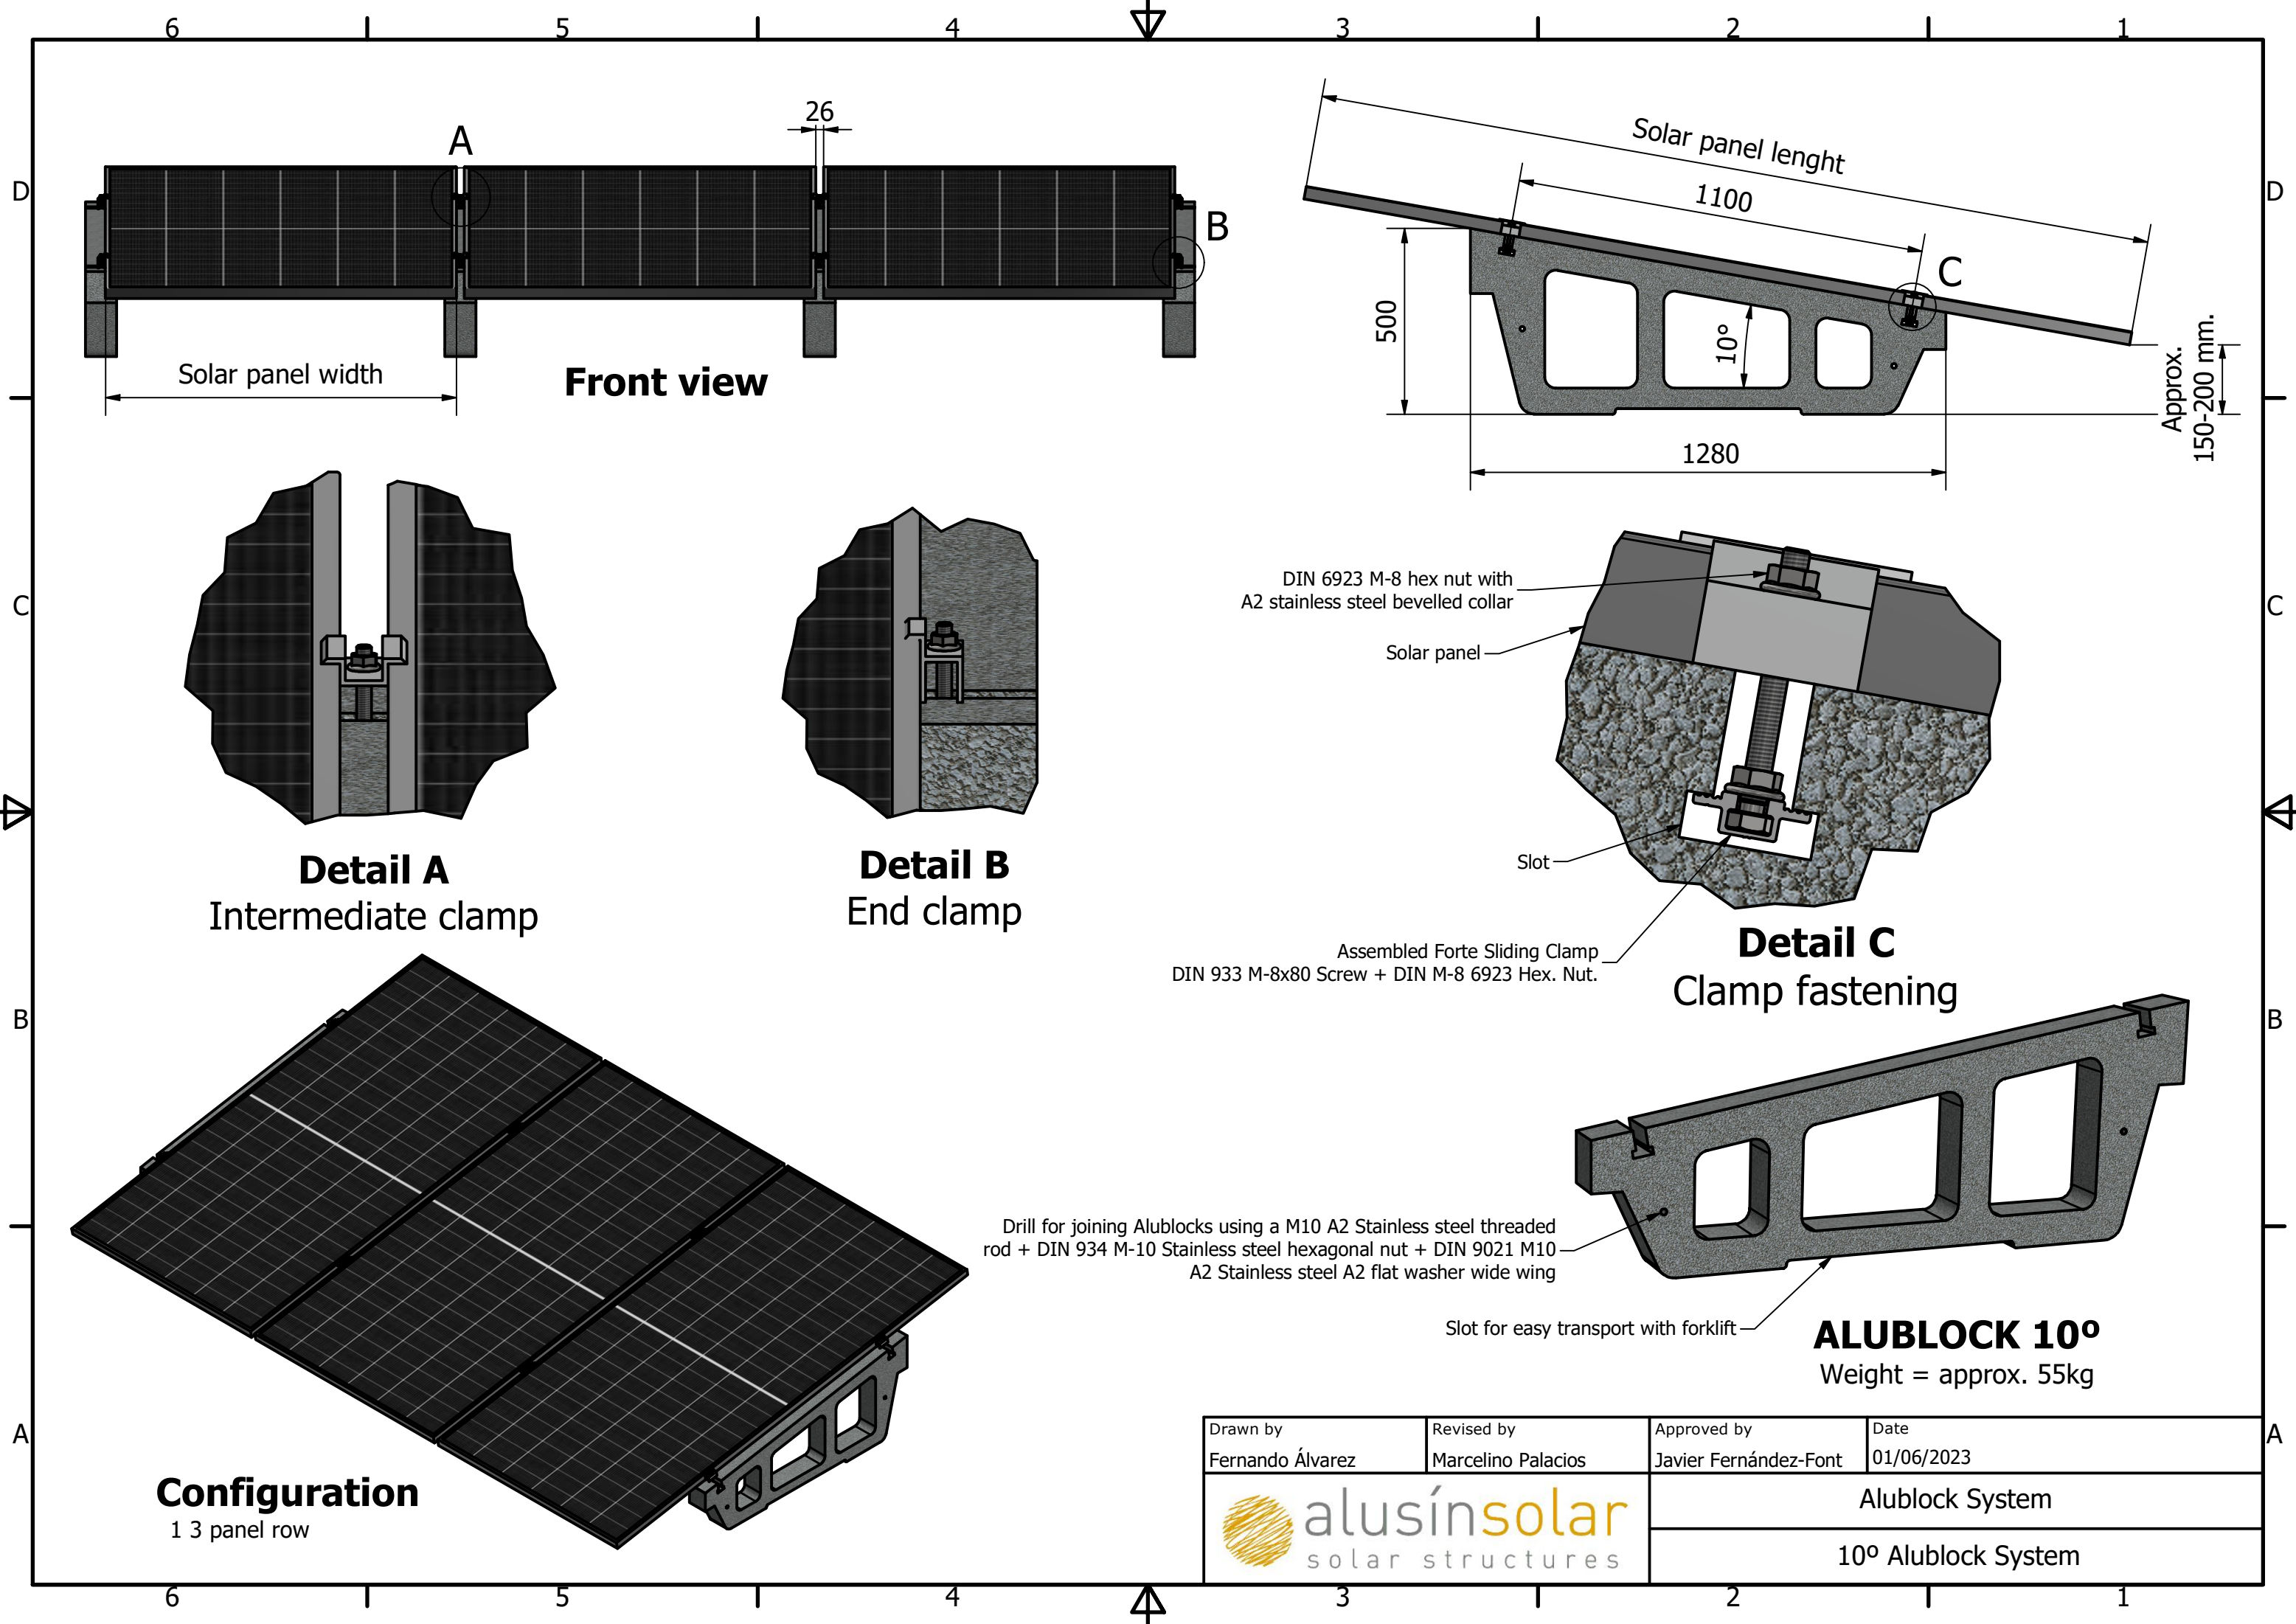 6 5 4 3 2 1
D D
C C
B B
A A
26
A
B
Solar panel width
Front view
Solar panel lenght
1100
C
500
10°
1280
Approx.
150-200 mm.
Detail A
Intermediate clamp
Detail B
End clamp
DIN 6923 M-8 hex nut with
A2 stainless steel bevelled collar
Solar panel
Slot
Assembled Forte Sliding Clamp
DIN 933 M-8x80 Screw + DIN M-8 6923 Hex. Nut.
Detail C
Clamp fastening
Drill for joining Alublocks using a M10 A2 Stainless steel threaded
rod + DIN 934 M-10 Stainless steel hexagonal nut + DIN 9021 M10
A2 Stainless steel A2 flat washer wide wing
Slot for easy transport with forklift
ALUBLOCK 10º
Weight = approx. 55kg
Configuration
1 3 panel row
Drawn by
Fernando Álvarez
Revised by
Marcelino Palacios
Approved by
Javier Fernández-Font
Date
01/06/2023
alusínsolar
solar structures
Alublock System
10º Alublock System
6 5 4 3 2 1